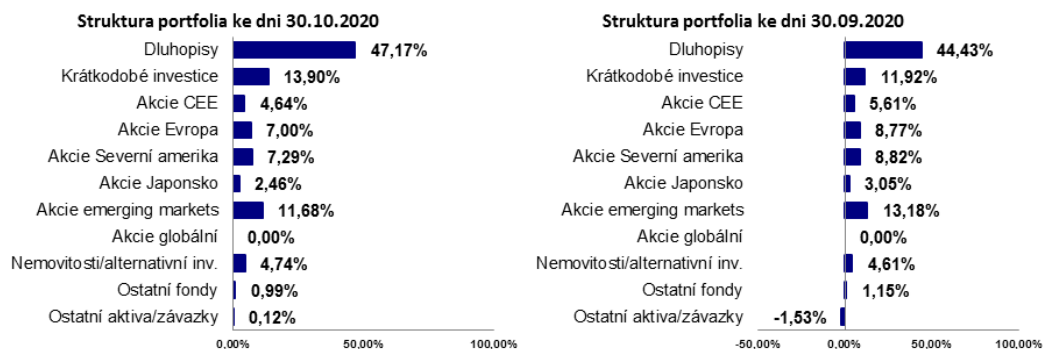 Struktura portfolia ke dni 30.10.2020
Dluhopisy 47,17%
Krátkodobé investice 13,90%
Akcie CEE 4,64%
Akcie Evropa 7,00%
Akcie Severní amerika 7,29%
Akcie Japonsko 2,46%
Akcie emerging markets 11,68%
Akcie globální 0,00%
Nemovitosti/alternativní inv. 4,74%
Ostatní fondy 0,99%
Ostatní aktiva/závazky 0,12%
0,00% 50,00% 100,00%
Struktura portfolia ke dni 30.09.2020
Dluhopisy 44,43%
Krátkodobé investice 11,92%
Akcie CEE 5,61%
Akcie Evropa 8,77%
Akcie Severní amerika 8,82%
Akcie Japonsko 3,05%
Akcie emerging markets 13,18%
Akcie globální 0,00%
Nemovitosti/alternativní inv. 4,61%
Ostatní fondy 1,15%
Ostatní aktiva/závazky -1,53%
-50,00% 0,00% 50,00% 100,00%